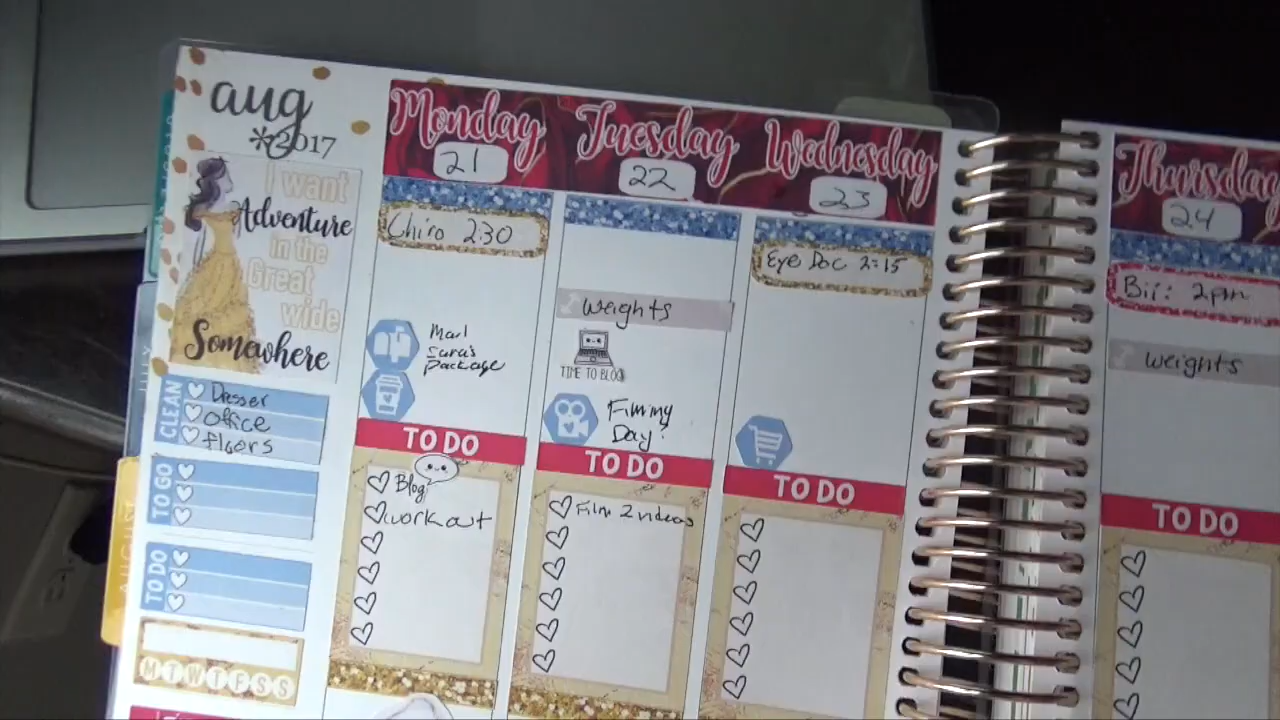 aug
*2017
I want
Adventure
in the
Great
wide
Somewhere
CLEAN
Dresser
office
floors
TO GO
TO DO
M T W T F S S
AUGUST
Monday
21
Chiro 2:30
Mail
Sara's
package
TO DO
Blog?
workout
Tuesday
22
weights
TIME TO BLOG
Filming
Day!
TO DO
Film 2 videos
Wednesday
23
Eye Doc 2:15
TO DO
Thursday
24
2pm
weights
TO DO